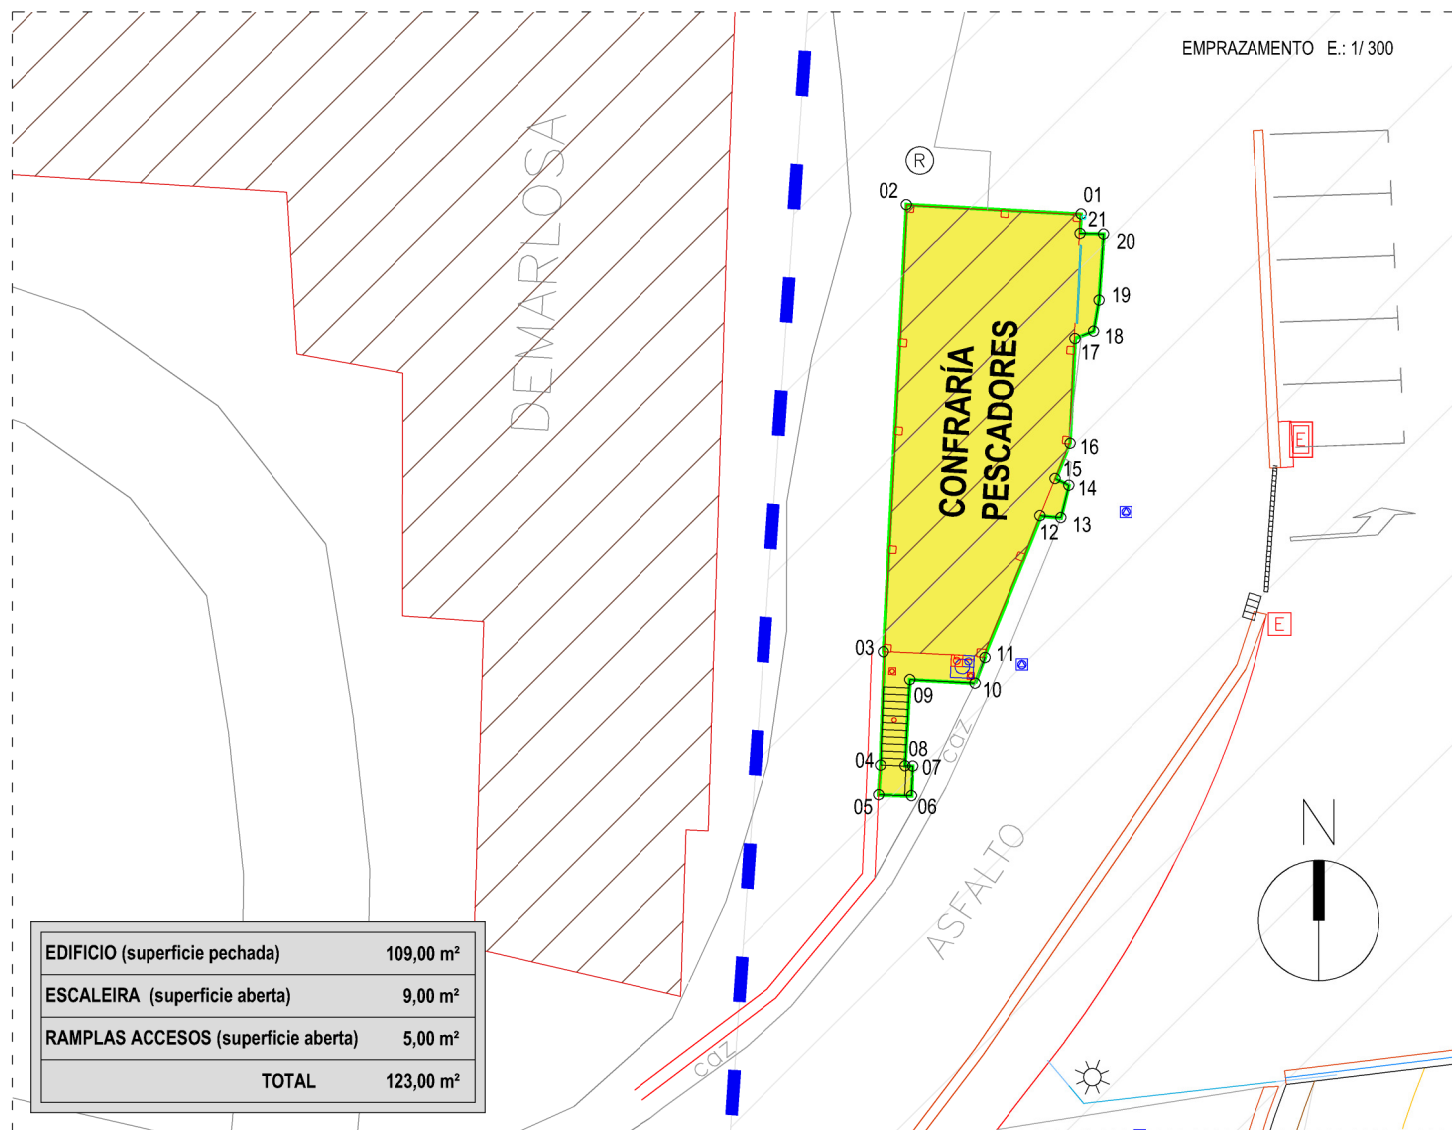 EMPRAZAMENTO E.: 1/ 300
DEMARLOSA
R
02
01
21
20
19
18
17
CONFRARÍA
PESCADORES
16
15
14
13
12
E
E
03
11
10
09
08
07
04
05
06
caz
ASFALTO
N
caz
EDIFICIO (superficie pechada) 109,00 m²
ESCALEIRA (superficie aberta) 9,00 m²
RAMPLAS ACCESOS (superficie aberta) 5,00 m²
TOTAL 123,00 m²